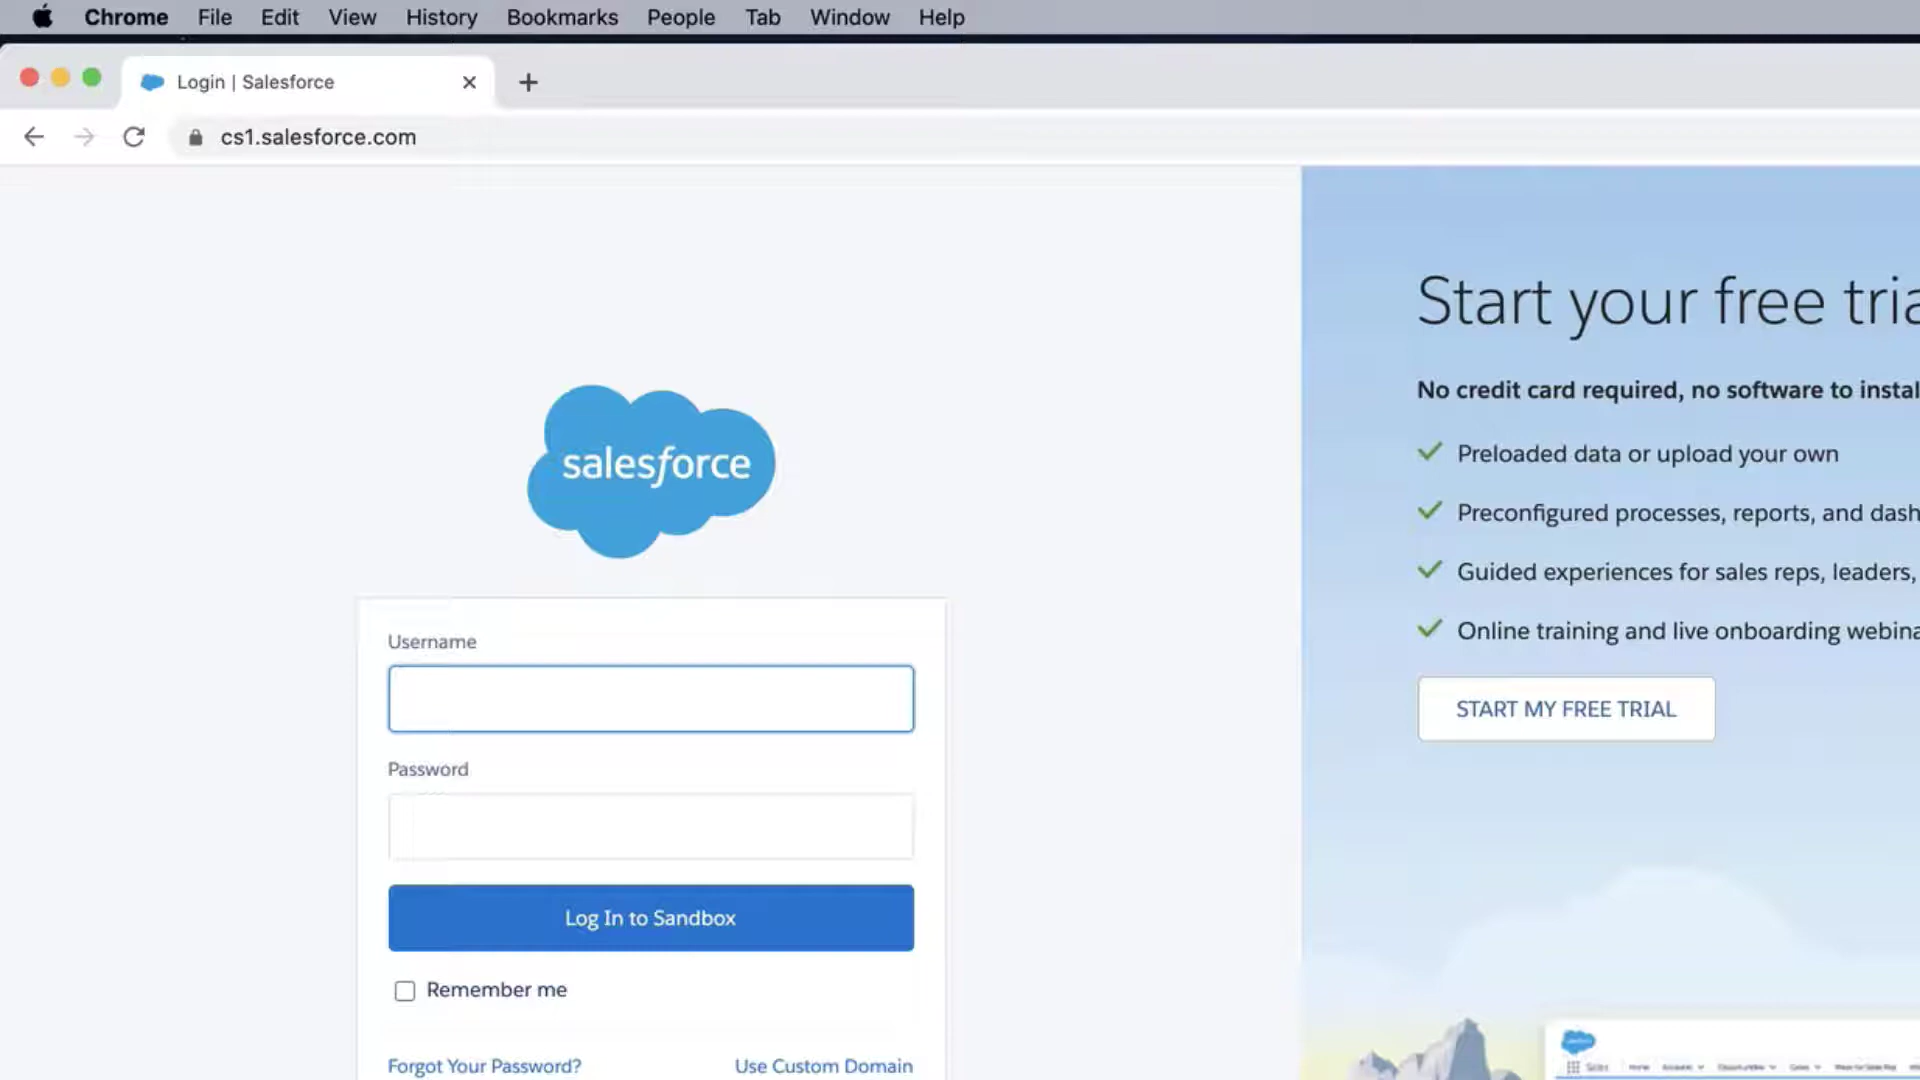 Chrome File Edit View History Bookmarks People Tab Window Help
Login | Salesforce
cs1.salesforce.com
salesforce
Username
Password
Log In to Sandbox
Remember me
Forgot Your Password? Use Custom Domain
Start your free tria
No credit card required, no software to instal
Preloaded data or upload your own
Preconfigured processes, reports, and dash
Guided experiences for sales reps, leaders,
Online training and live onboarding webina
START MY FREE TRIAL